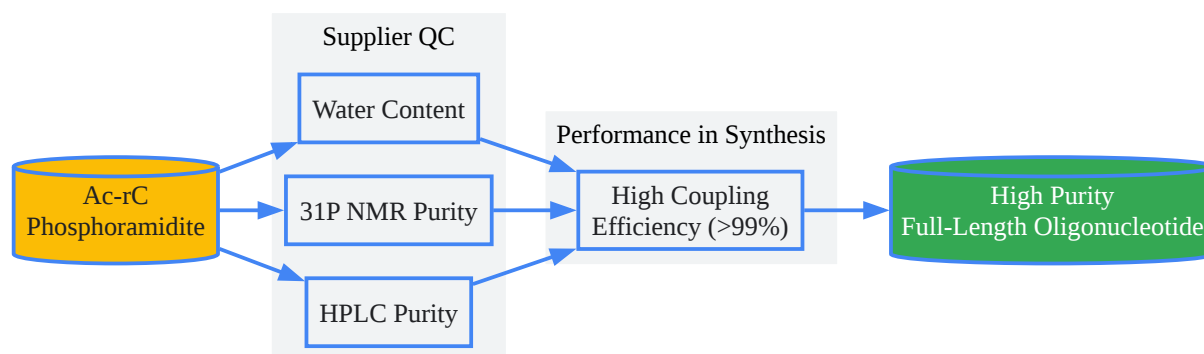 Supplier QC
Water Content
Performance in Synthesis
Ac-rC
Phosphoramidite
31P NMR Purity
High Coupling
Efficiency (>99%)
High Purity
Full-Length Oligonucleotide
HPLC Purity